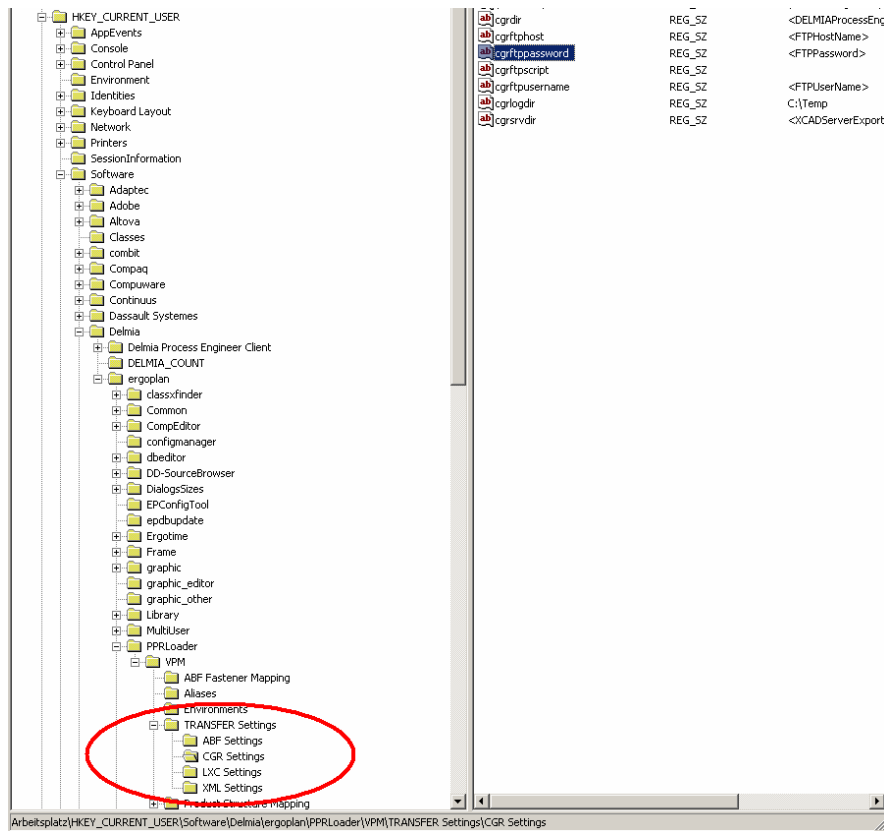 HKEY_CURRENT_USER
AppEvents
Console
Control Panel
Environment
Identities
Keyboard Layout
Network
Printers
SessionInformation
Software
Adaptec
Adobe
Altova
Classes
combit
Compaq
Compuware
Continuus
Dassault Systemes
Delmia
Delmia Process Engineer Client
DELMIA_COUNT
ergoplan
classxfinder
Common
CompEditor
configmanager
dbeditor
DD-SourceBrowser
DialogsSizes
EPConfigTool
epdbupdate
Ergotime
Frame
graphic
graphic_editor
graphic_other
Library
MultiUser
PPRLoader
VPM
ABF Fastener Mapping
Aliases
Environments
TRANSFER Settings
ABF Settings
CGR Settings
LXC Settings
XML Settings
Product Structure Mapping
cgrdir REG_SZ <DELMIAProcessEng
cgrftphost REG_SZ <FTPHostName>
cgrftppassword REG_SZ <FTPPassword>
cgrftpscript REG_SZ
cgrftpusername REG_SZ <FTPUserName>
cgrlogdir REG_SZ C:\Temp
cgrsrvdir REG_SZ <XCADServerExport
Arbeitsplatz\HKEY_CURRENT_USER\Software\Delmia\ergoplan\PPRLoader\VPM\TRANSFER Settings\CGR Settings